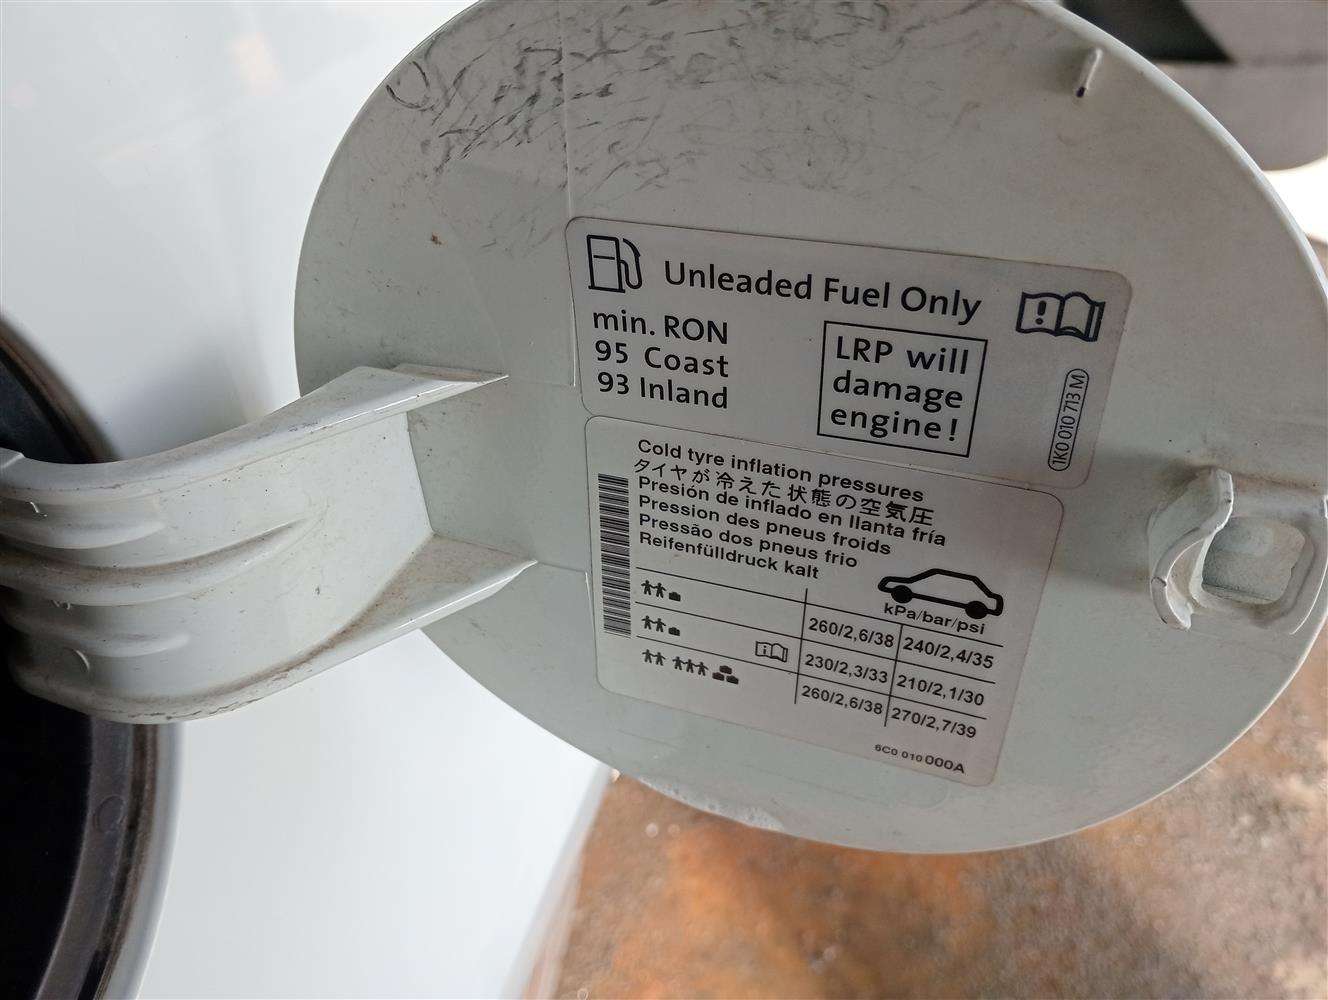 Unleaded Fuel Only
min. RON
95 Coast
93 Inland
LRP will
damage
engine!
1K0 010 713 M
Cold tyre inflation pressures
タイヤが冷えた状態の空気圧
Presión de inflado en llanta fría
Pression des pneus froids
Pressão dos pneus frio
Reifenfülldruck kalt
kPa/bar/psi
260/2,6/38 240/2,4/35
230/2,3/33 210/2,1/30
260/2,6/38 270/2,7/39
6C0 010 000A